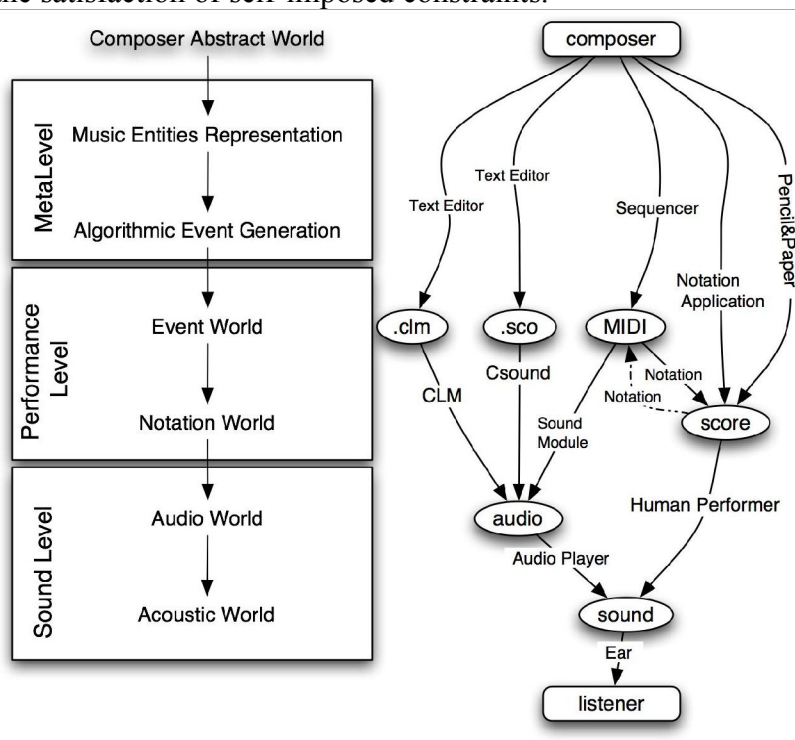 the satisfaction of self-imposed constraints.
Composer Abstract World
MetaLevel
Music Entities Representation
Algorithmic Event Generation
Performance
Level
Event World
Notation World
Sound Level
Audio World
Acoustic World
composer
Text Editor
Text Editor
Sequencer
Notation
Application
Pencil&Paper
.clm
.sco
MIDI
CLM
Csound
Sound
Module
Notation
Notation
score
audio
Human Performer
Audio Player
sound
Ear
listener